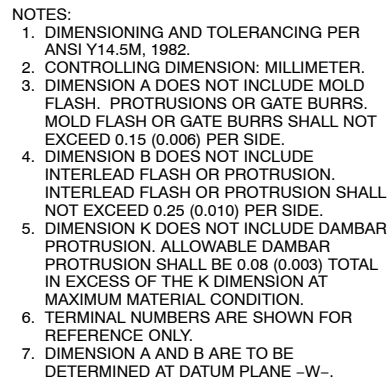 NOTES:
1. DIMENSIONING AND TOLERANCING PER
ANSI Y14.5M, 1982.
2. CONTROLLING DIMENSION: MILLIMETER.
3. DIMENSION A DOES NOT INCLUDE MOLD
FLASH. PROTRUSIONS OR GATE BURRS.
MOLD FLASH OR GATE BURRS SHALL NOT
EXCEED 0.15 (0.006) PER SIDE.
4. DIMENSION B DOES NOT INCLUDE
INTERLEAD FLASH OR PROTRUSION.
INTERLEAD FLASH OR PROTRUSION SHALL
NOT EXCEED 0.25 (0.010) PER SIDE.
5. DIMENSION K DOES NOT INCLUDE DAMBAR
PROTRUSION. ALLOWABLE DAMBAR
PROTRUSION SHALL BE 0.08 (0.003) TOTAL
IN EXCESS OF THE K DIMENSION AT
MAXIMUM MATERIAL CONDITION.
6. TERMINAL NUMBERS ARE SHOWN FOR
REFERENCE ONLY.
7. DIMENSION A AND B ARE TO BE
DETERMINED AT DATUM PLANE −W−.